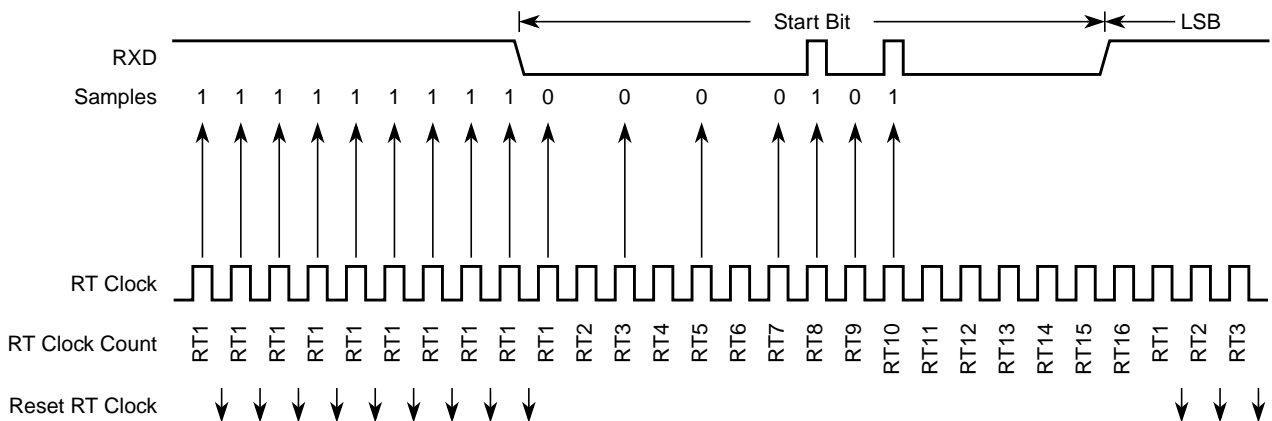 Start Bit LSB
RXD
Samples 1 1 1 1 1 1 1 1 1 0 0 0 0 1 0 1
RT Clock
RT Clock Count RT1 RT1 RT1 RT1 RT1 RT1 RT1 RT1 RT1 RT1 RT2 RT3 RT4 RT5 RT6 RT7 RT8 RT9 RT10 RT11 RT12 RT13 RT14 RT15 RT16 RT1 RT2 RT3
Reset RT Clock